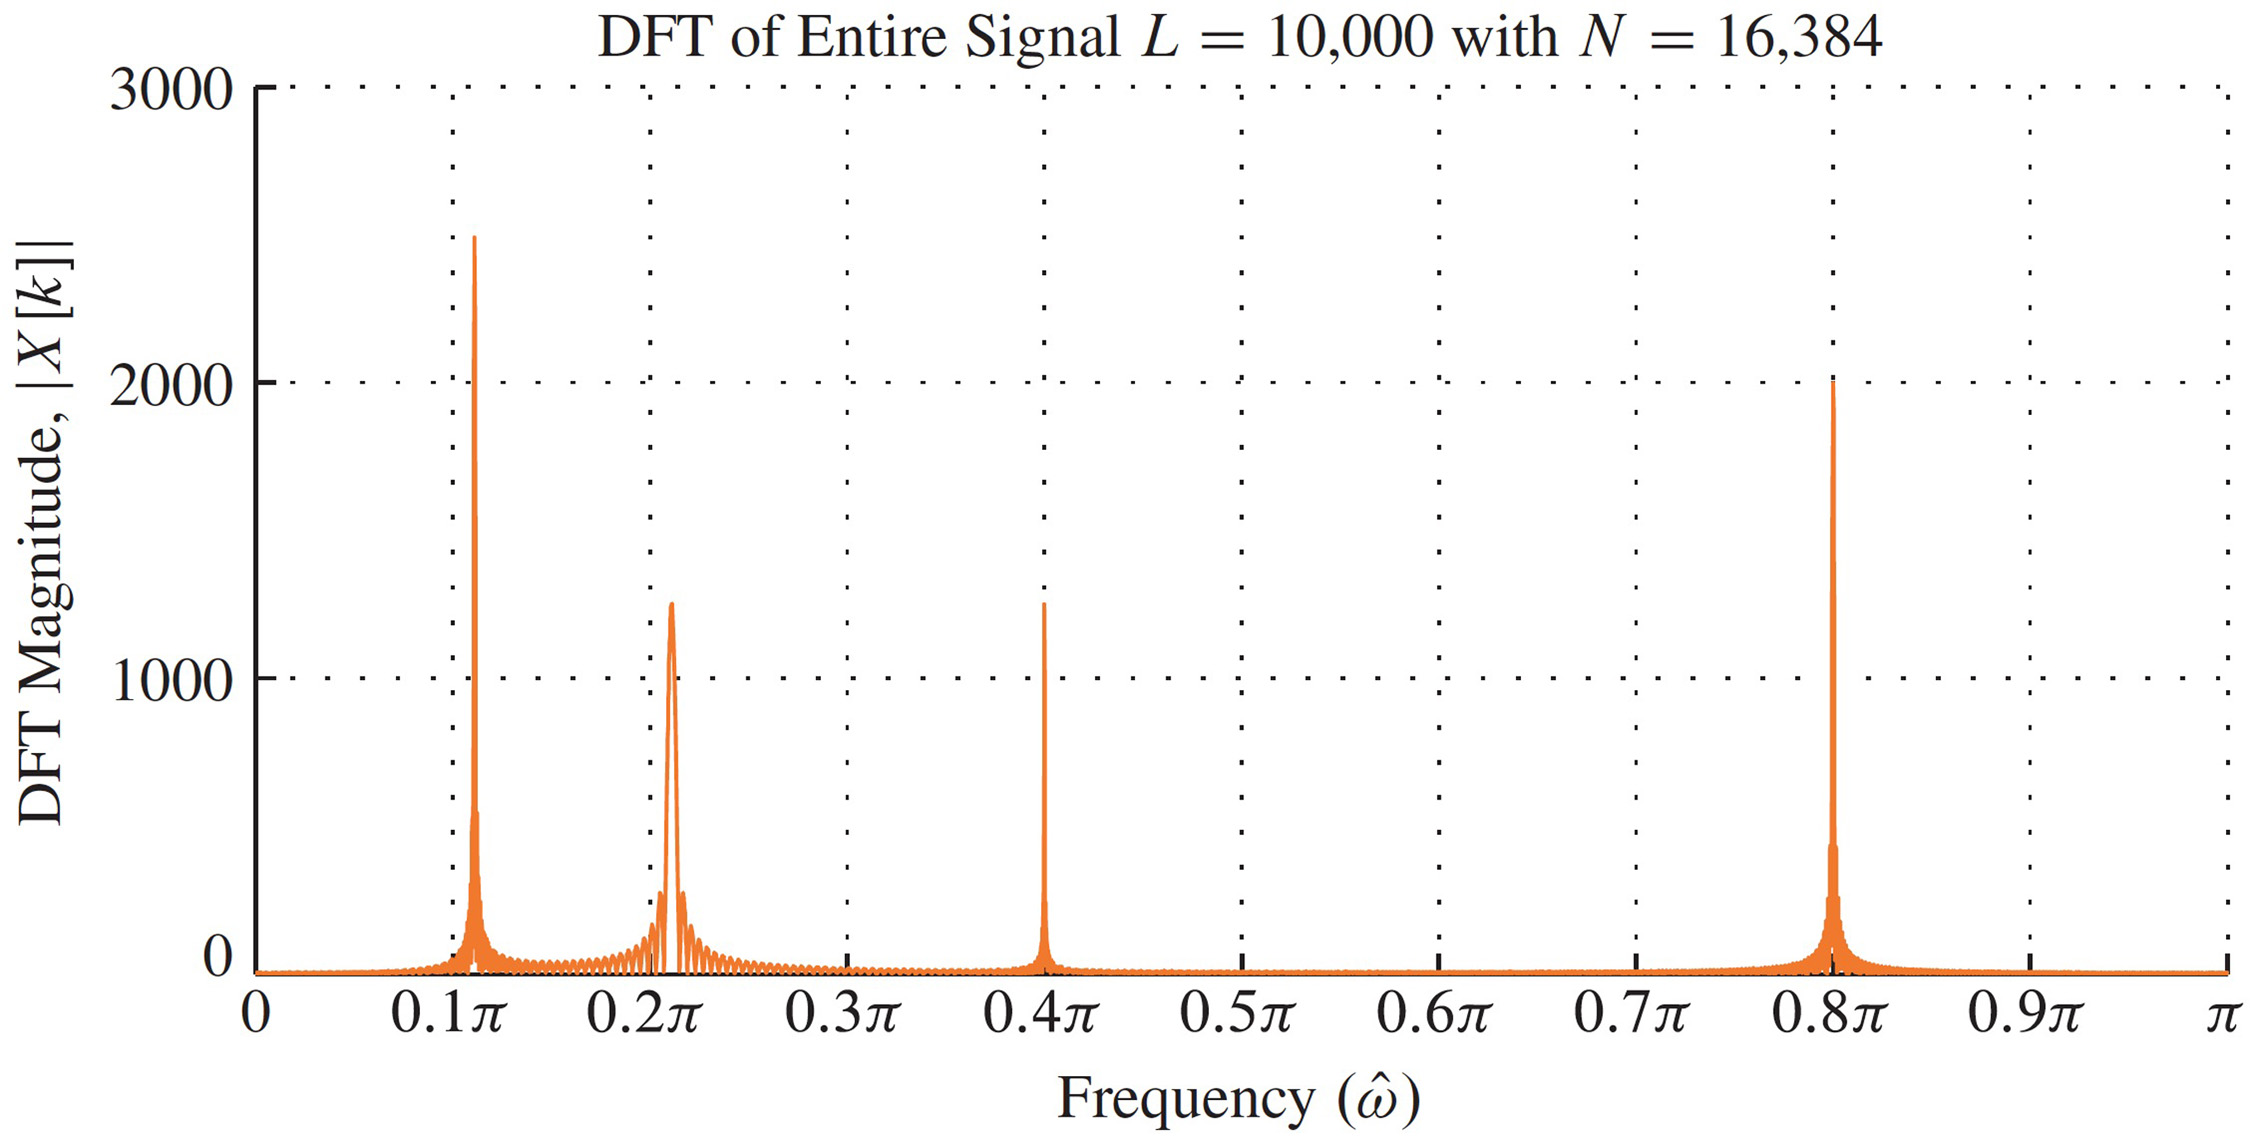 DFT of Entire Signal L = 10,000 with N = 16,384
DFT Magnitude, |X[k]|
3000
2000
1000
0
0 0.1π 0.2π 0.3π 0.4π 0.5π 0.6π 0.7π 0.8π 0.9π π
Frequency (ω̂)